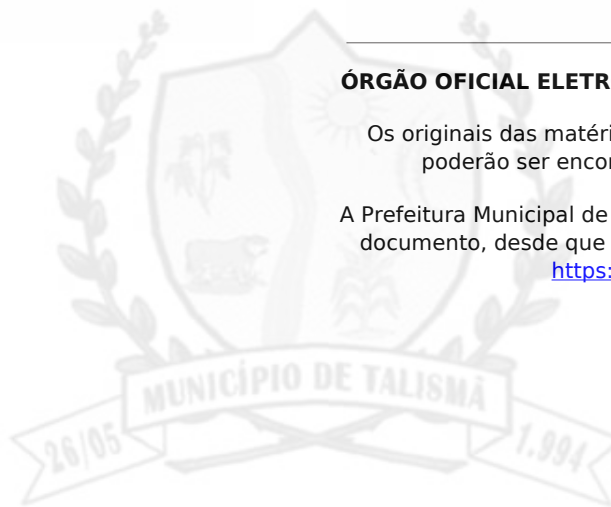 ÓRGÃO OFICIAL ELETR
Os originais das matéri
poderão ser encon
A Prefeitura Municipal de
documento, desde que
https:
MUNICÍPIO DE TALISMÃ
26/05
1.994